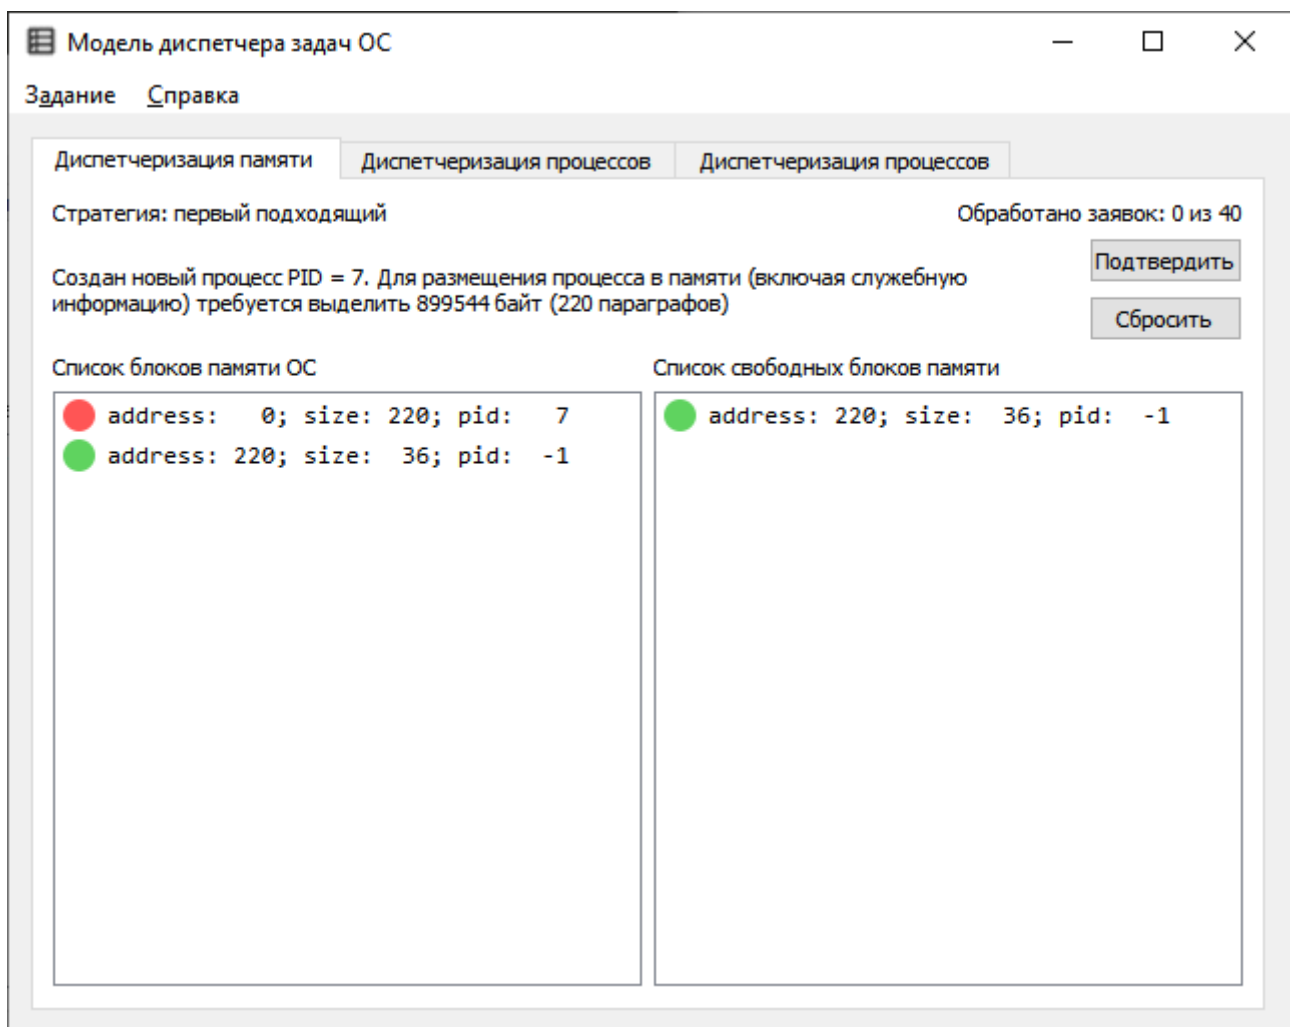 Модель диспетчера задач ОС
Задание Справка
Диспетчеризация памяти Диспетчеризация процессов Диспетчеризация процессов
Стратегия: первый подходящий Обработано заявок: 0 из 40
Подтвердить
Создан новый процесс PID = 7. Для размещения процесса в памяти (включая служебную
информацию) требуется выделить 899544 байт (220 параграфов)
Сбросить
Список блоков памяти ОС Список свободных блоков памяти
address: 0; size: 220; pid: 7 address: 220; size: 36; pid: -1
address: 220; size: 36; pid: -1